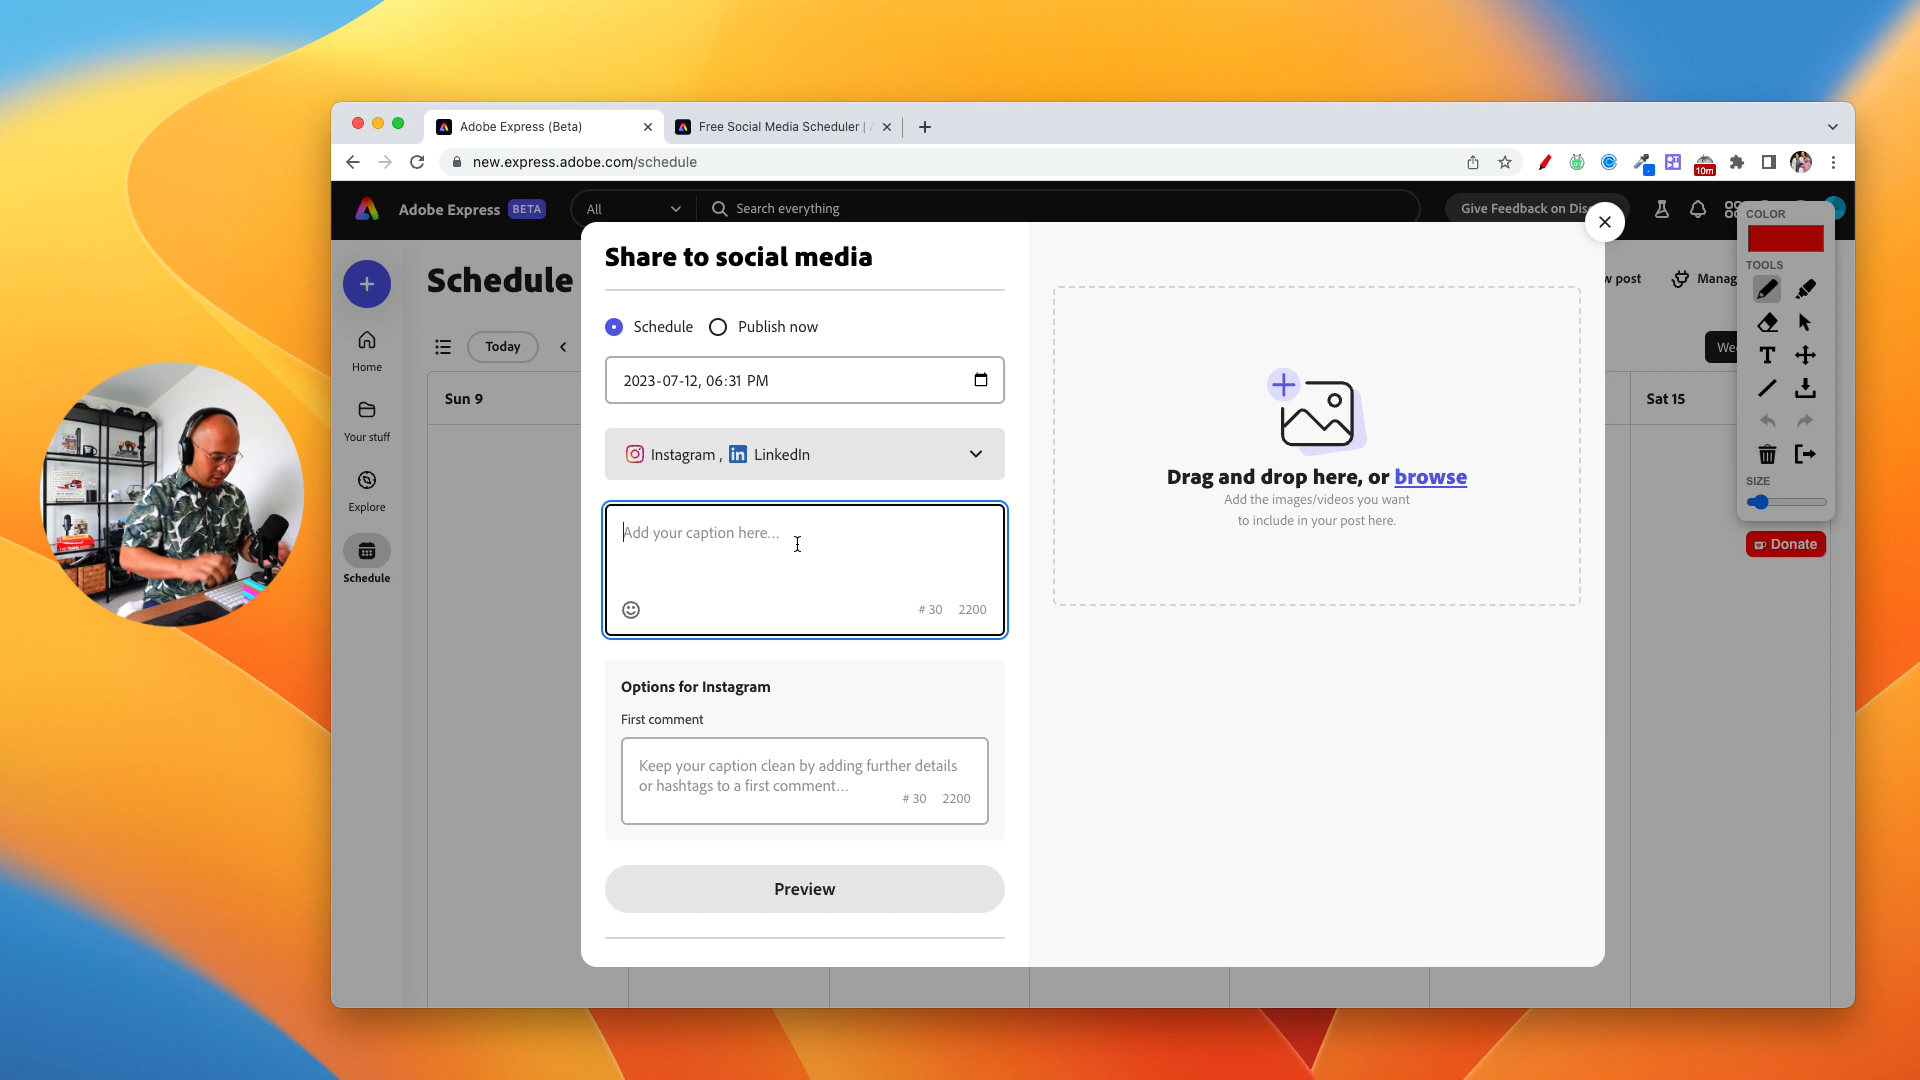 Adobe Express (Beta)
Free Social Media Scheduler |
new.express.adobe.com/schedule
10m
Adobe Express BETA
All
Search everything
Give Feedback on Dis
COLOR
TOOLS
SIZE
Donate
Schedule
w post
Manag
Today
We
Sun 9
Sat 15
Home
Your stuff
Explore
Schedule
Share to social media
Schedule
Publish now
2023-07-12, 06:31 PM
Instagram , LinkedIn
Add your caption here...
# 30 2200
Options for Instagram
First comment
Keep your caption clean by adding further details
or hashtags to a first comment...
# 30 2200
Preview
Drag and drop here, or browse
Add the images/videos you want
to include in your post here.